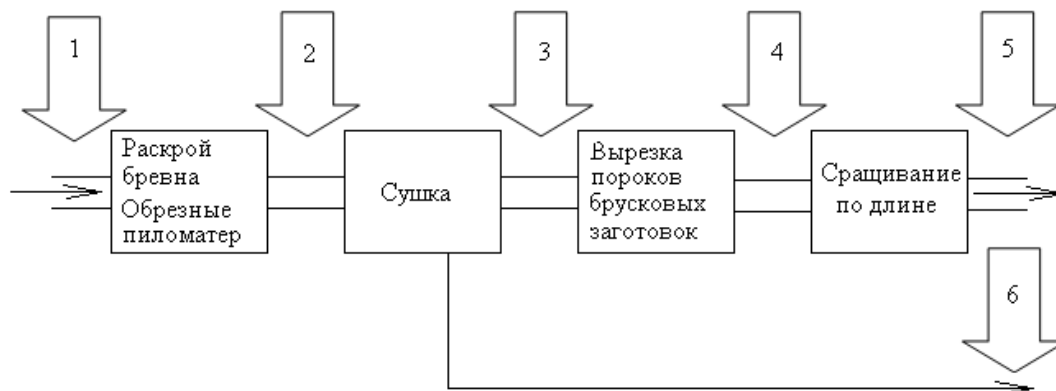 1
2
3
4
5
Раскрой
бревна
Обрезные
пиломатер
Сушка
Вырезка
пороков
брусковых
заготовок
Сращивание
по длине
6